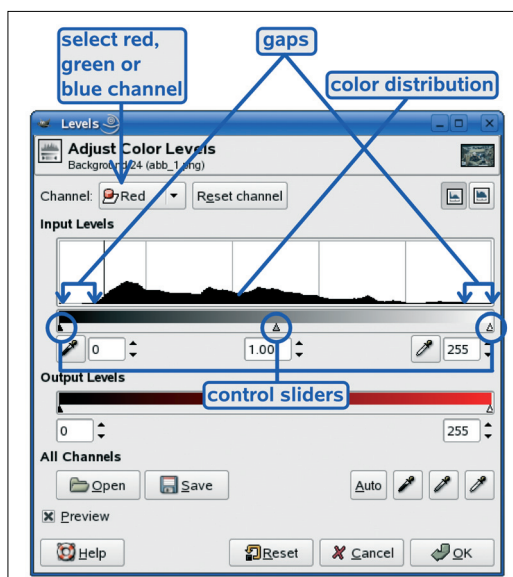 select red,
green or
blue channel
gaps
color distribution
Levels
Adjust Color Levels
Background-24 (abb_1.png)
Channel: Red Reset channel
Input Levels
0 1.00 255
control sliders
Output Levels
0 255
All Channels
Open Save Auto
Preview
Help Reset Cancel OK